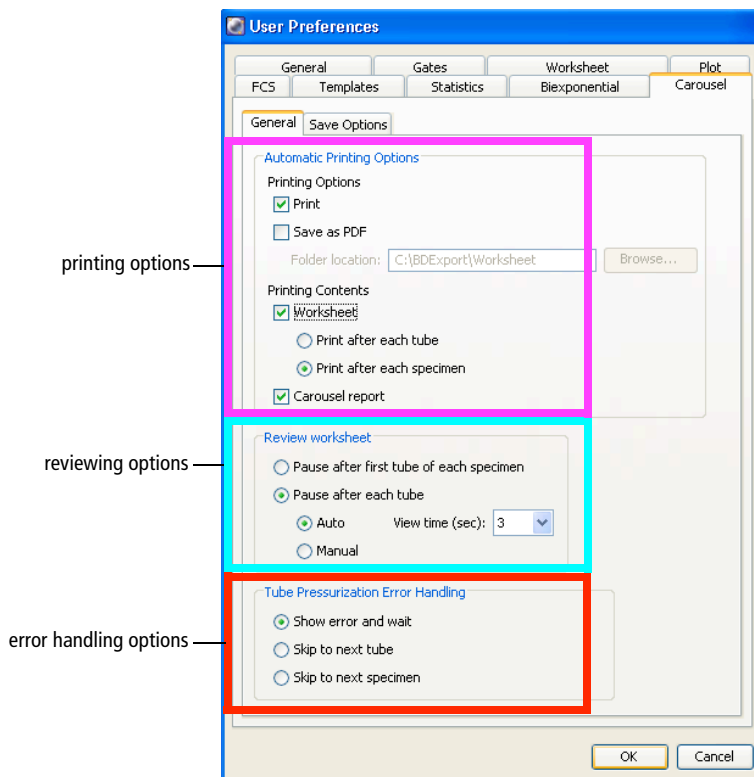 User Preferences
General Gates Worksheet Plot
FCS Templates Statistics Biexponential Carousel
General Save Options
Automatic Printing Options
Printing Options
Print
Save as PDF
printing options
Folder location: C:\BDExport\Worksheet Browse...
Printing Contents
Worksheet
Print after each tube
Print after each specimen
Carousel report
Review worksheet
reviewing options
Pause after first tube of each specimen
Pause after each tube
Auto View time (sec): 3
Manual
Tube Pressurization Error Handling
Show error and wait
error handling options
Skip to next tube
Skip to next specimen
OK Cancel